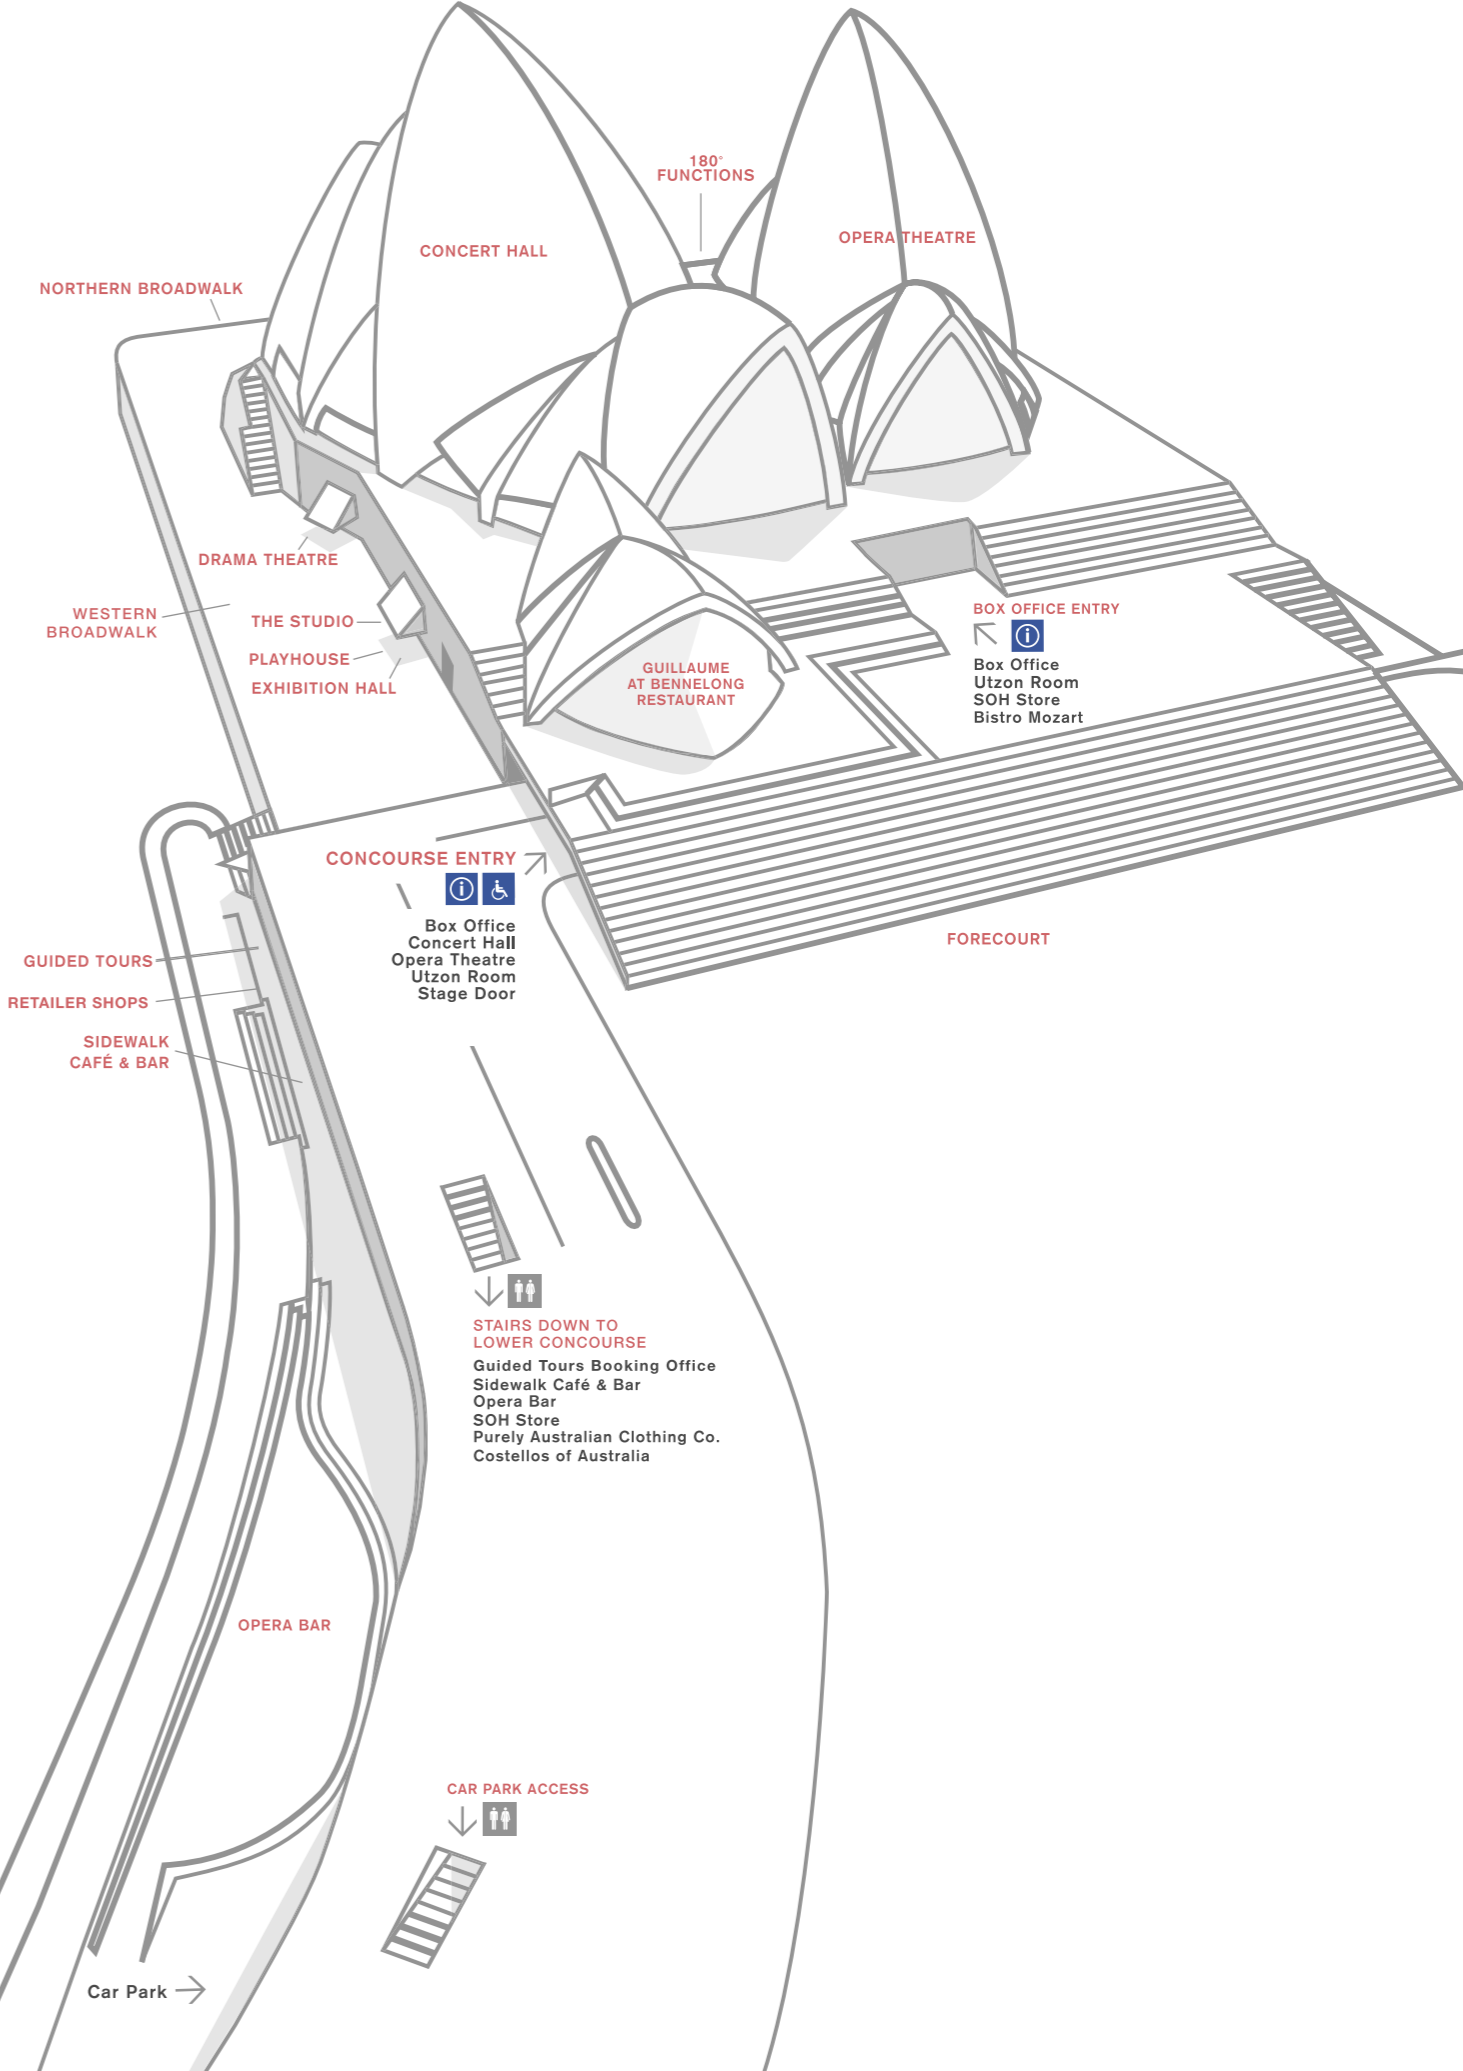 180°
FUNCTIONS
OPERA THEATRE
CONCERT HALL
NORTHERN BROADWALK
DRAMA THEATRE
WESTERN
BROADWALK
THE STUDIO
PLAYHOUSE
EXHIBITION HALL
GUILLAUME
AT BENNELONG
RESTAURANT
BOX OFFICE ENTRY
Box Office
Utzon Room
SOH Store
Bistro Mozart
CONCOURSE ENTRY
Box Office
Concert Hall
Opera Theatre
Utzon Room
Stage Door
FORECOURT
GUIDED TOURS
RETAILER SHOPS
SIDEWALK
CAFÉ & BAR
STAIRS DOWN TO
LOWER CONCOURSE
Guided Tours Booking Office
Sidewalk Café & Bar
Opera Bar
SOH Store
Purely Australian Clothing Co.
Costellos of Australia
OPERA BAR
CAR PARK ACCESS
Car Park